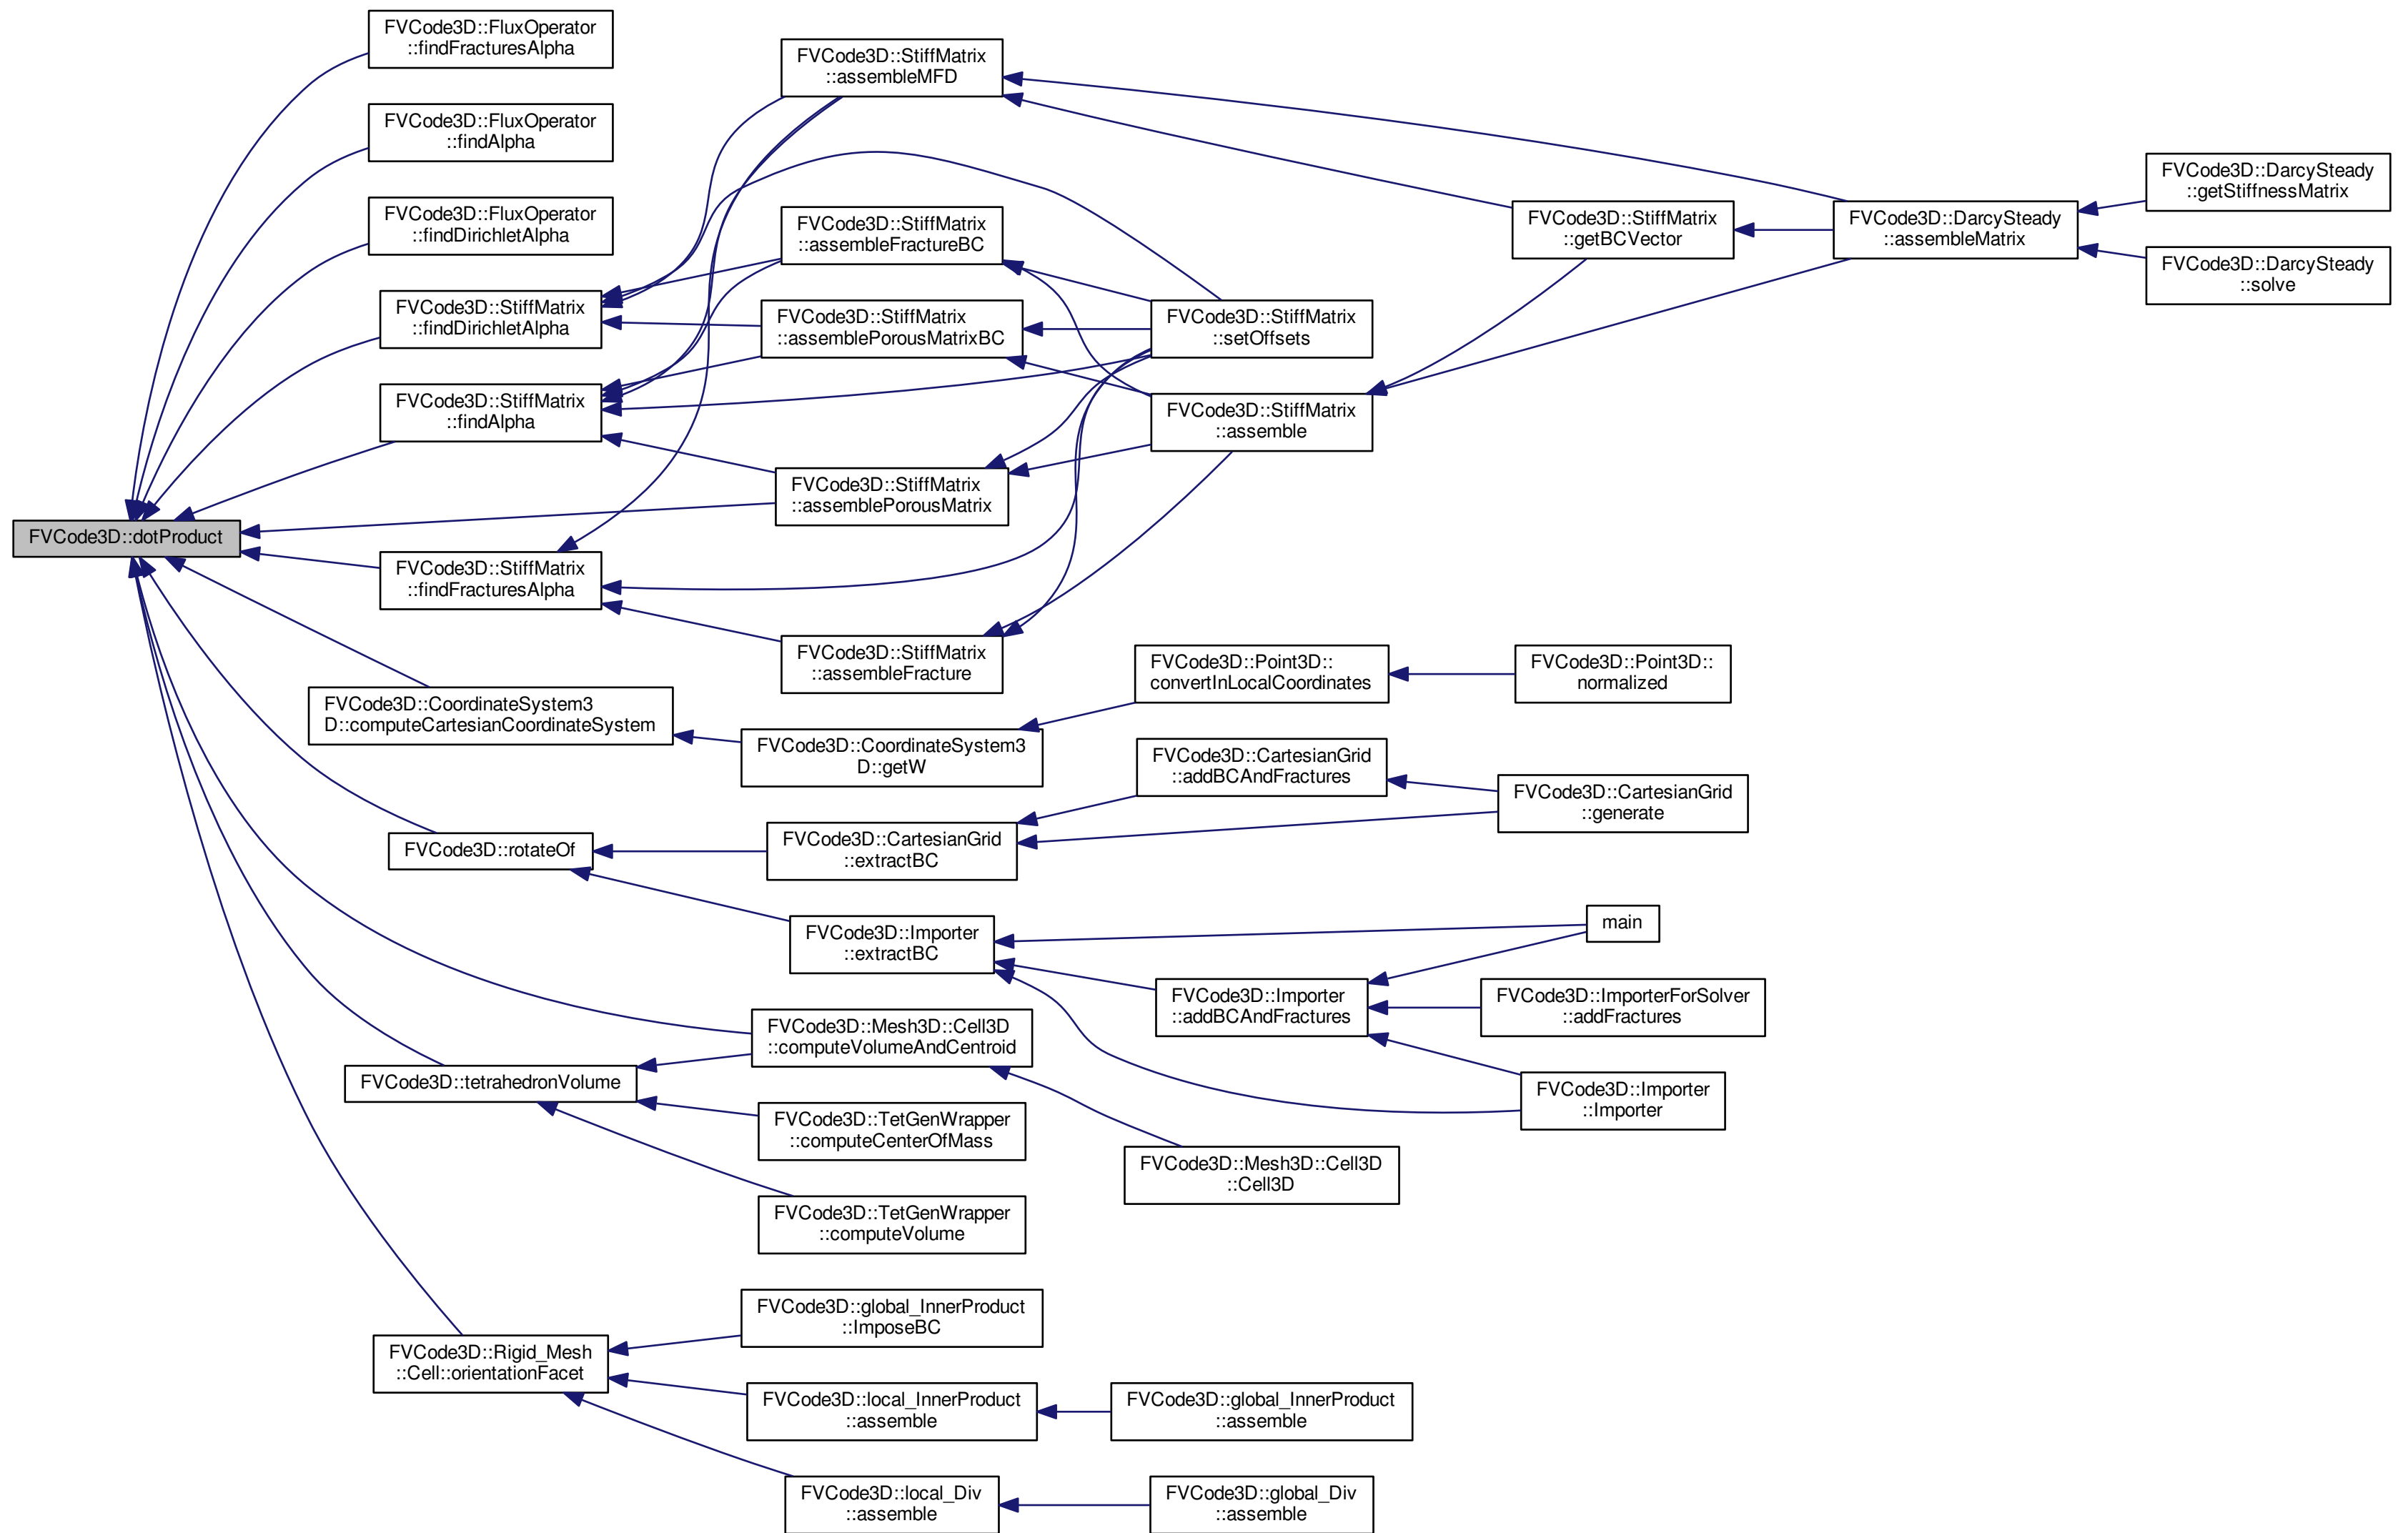 FVCode3D::dotProduct
FVCode3D::FluxOperator
::findFracturesAlpha
FVCode3D::FluxOperator
::findAlpha
FVCode3D::FluxOperator
::findDirichletAlpha
FVCode3D::StiffMatrix
::findDirichletAlpha
FVCode3D::StiffMatrix
::findAlpha
FVCode3D::StiffMatrix
::findFracturesAlpha
FVCode3D::CoordinateSystem3
D::computeCartesianCoordinateSystem
FVCode3D::rotateOf
FVCode3D::tetrahedronVolume
FVCode3D::Rigid_Mesh
::Cell::orientationFacet
FVCode3D::StiffMatrix
::assembleMFD
FVCode3D::StiffMatrix
::assembleFractureBC
FVCode3D::StiffMatrix
::assemblePorousMatrixBC
FVCode3D::StiffMatrix
::assemblePorousMatrix
FVCode3D::StiffMatrix
::assembleFracture
FVCode3D::CoordinateSystem3
D::getW
FVCode3D::CartesianGrid
::extractBC
FVCode3D::Importer
::extractBC
FVCode3D::Mesh3D::Cell3D
::computeVolumeAndCentroid
FVCode3D::TetGenWrapper
::computeCenterOfMass
FVCode3D::TetGenWrapper
::computeVolume
FVCode3D::global_InnerProduct
::ImposeBC
FVCode3D::local_InnerProduct
::assemble
FVCode3D::local_Div
::assemble
FVCode3D::StiffMatrix
::setOffsets
FVCode3D::StiffMatrix
::assemble
FVCode3D::Point3D::
convertInLocalCoordinates
FVCode3D::CartesianGrid
::addBCAndFractures
FVCode3D::Importer
::addBCAndFractures
FVCode3D::Mesh3D::Cell3D
::Cell3D
FVCode3D::global_InnerProduct
::assemble
FVCode3D::global_Div
::assemble
FVCode3D::StiffMatrix
::getBCVector
FVCode3D::Point3D::
normalized
FVCode3D::CartesianGrid
::generate
main
FVCode3D::ImporterForSolver
::addFractures
FVCode3D::Importer
::Importer
FVCode3D::DarcySteady
::assembleMatrix
FVCode3D::DarcySteady
::getStiffnessMatrix
FVCode3D::DarcySteady
::solve